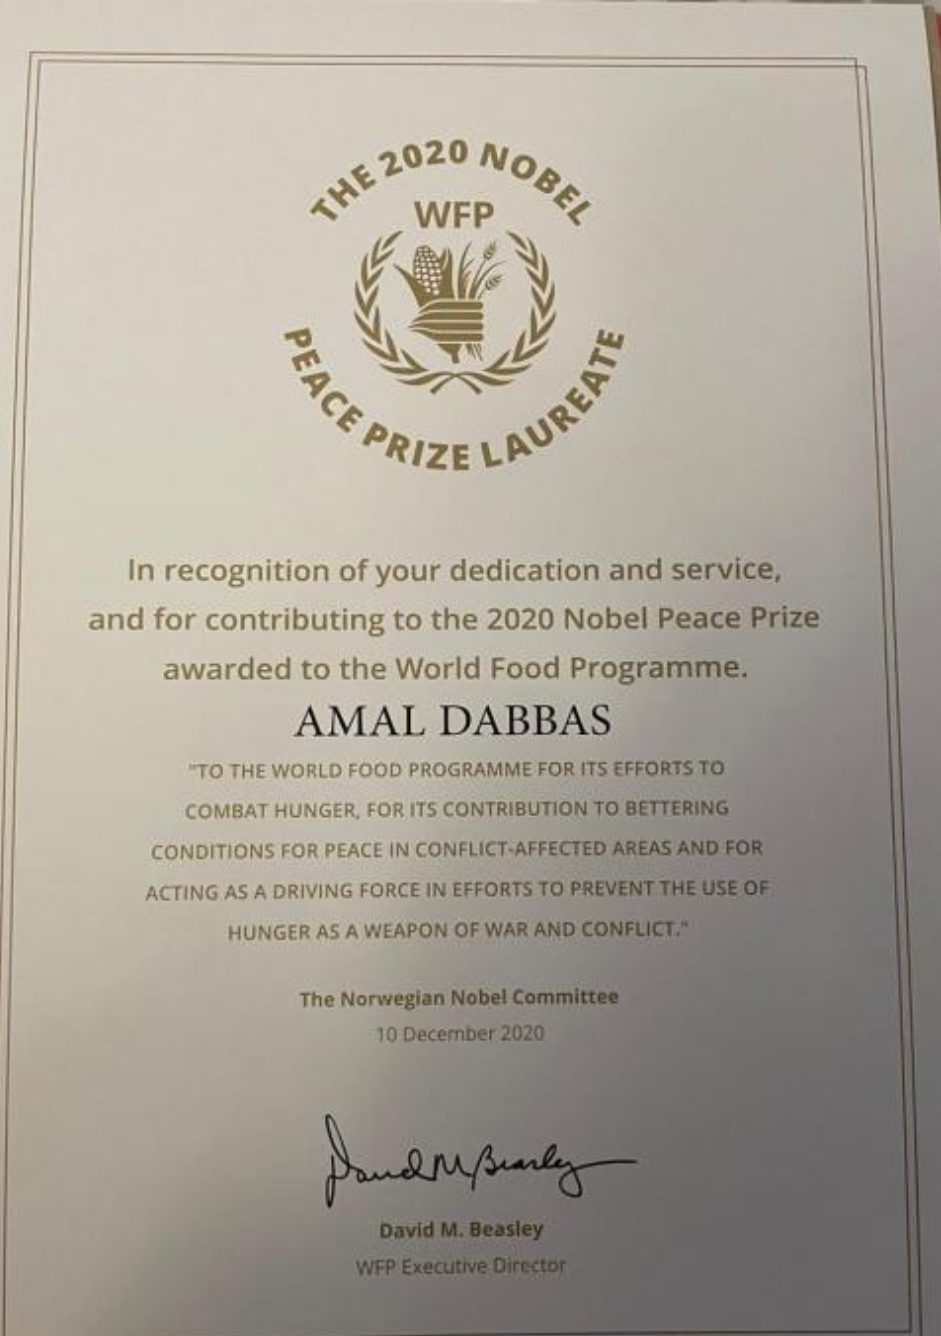 THE 2020 NOBEL
WFP
PEACE PRIZE LAUREATE
In recognition of your dedication and service,
and for contributing to the 2020 Nobel Peace Prize
awarded to the World Food Programme.
AMAL DABBAS
"TO THE WORLD FOOD PROGRAMME FOR ITS EFFORTS TO
COMBAT HUNGER, FOR ITS CONTRIBUTION TO BETTERING
CONDITIONS FOR PEACE IN CONFLICT-AFFECTED AREAS AND FOR
ACTING AS A DRIVING FORCE IN EFFORTS TO PREVENT THE USE OF
HUNGER AS A WEAPON OF WAR AND CONFLICT."
The Norwegian Nobel Committee
10 December 2020
David M Beasley
David M. Beasley
WFP Executive Director